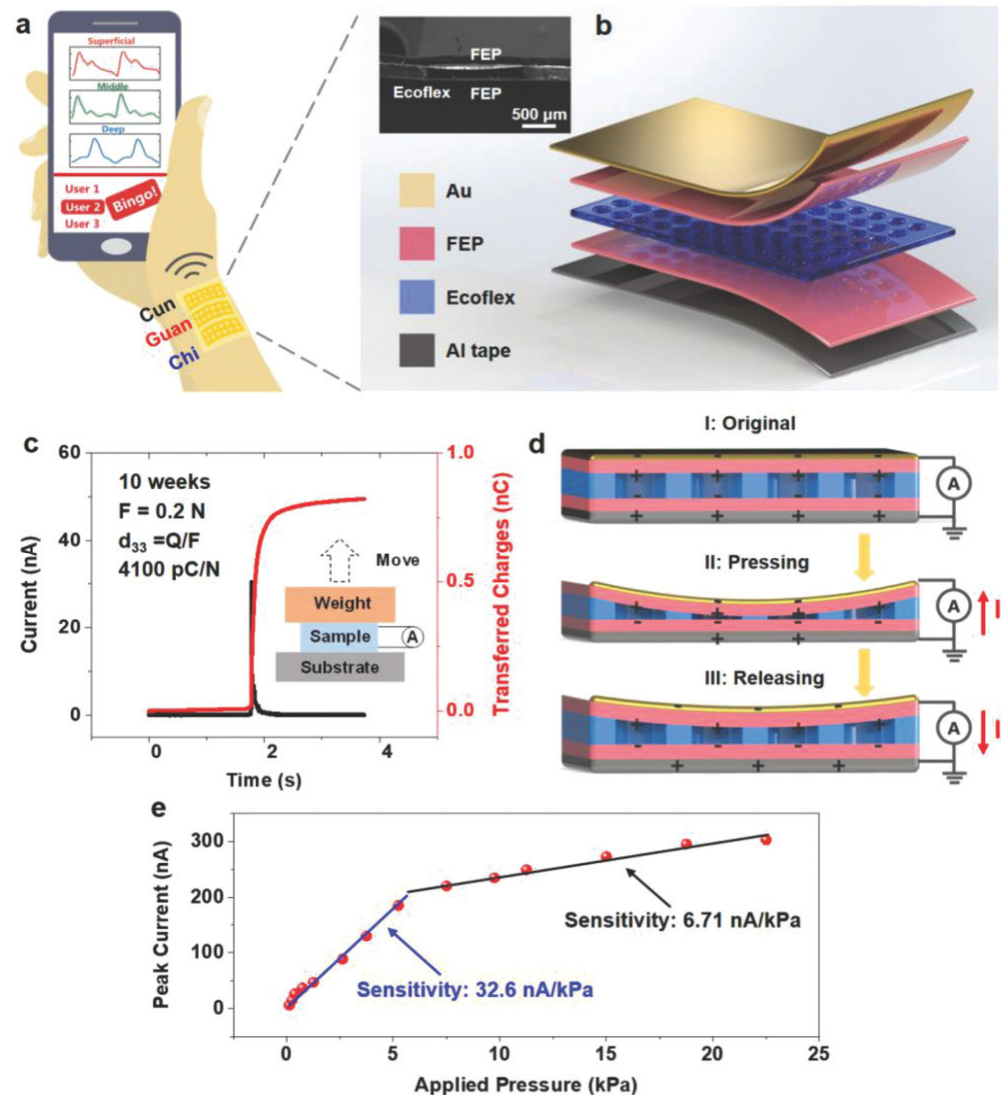 a
Superficial
Middle
Deep
User 1
User 2
User 3
Bingo!
Cun
Guan
Chi
b
FEP
Ecoflex
FEP
500 μm
Au
FEP
Ecoflex
Al tape
c
60
40
20
0
Current (nA)
10 weeks
F = 0.2 N
d₃₃ =Q/F
4100 pC/N
Move
Weight
Sample
A
Substrate
1.0
0.5
0.0
Transferred Charges (nC)
0
2
4
Time (s)
d
I: Original
- - - -
+ + + +
- - - -
+ + + +
A
II: Pressing
+ + + +
- - - -
+ +
A
I
III: Releasing
- - -
+ + + +
- - - -
+ + +
A
I
e
300
200
100
0
Peak Current (nA)
Sensitivity: 32.6 nA/kPa
Sensitivity: 6.71 nA/kPa
0
5
10
15
20
25
Applied Pressure (kPa)